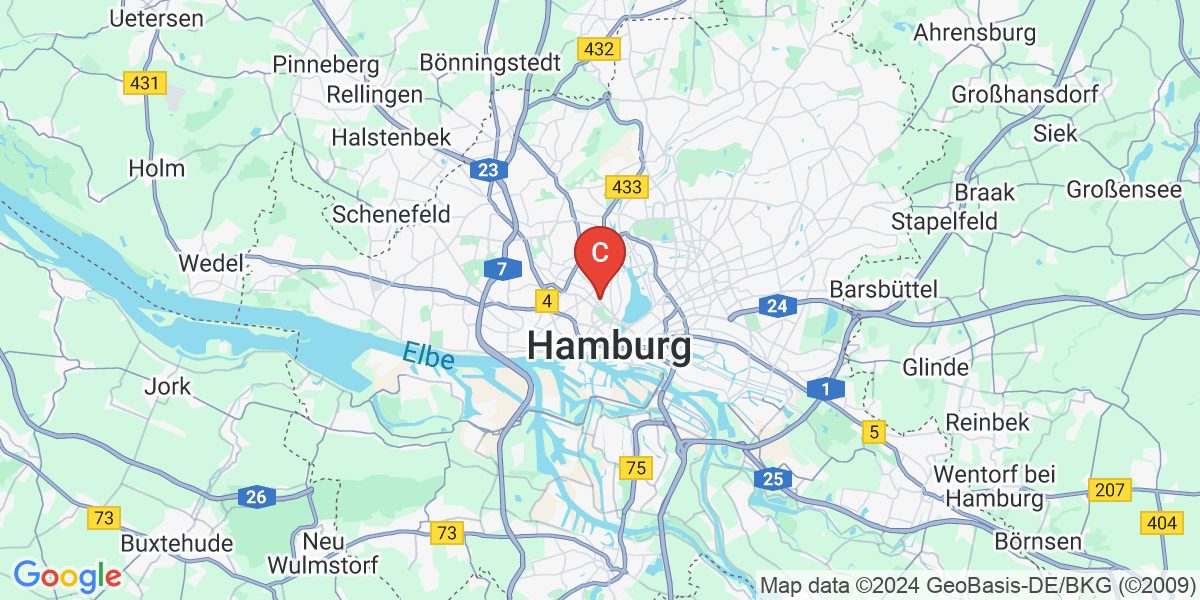 Uetersen
Ahrensburg
432
Bönningstedt
Pinneberg
431
Rellingen
Großhansdorf
Siek
Halstenbek
Holm
23
433
Braak
Großensee
Schenefeld
Stapelfeld
C
Wedel
7
Barsbüttel
4
24
Hamburg
Elbe
Glinde
Jork
1
Reinbek
5
75
Wentorf bei
Hamburg
25
207
26
73
404
73
Buxtehude
Neu
Wulmstorf
Börnsen
Google
Map data ©2024 GeoBasis-DE/BKG (©2009)